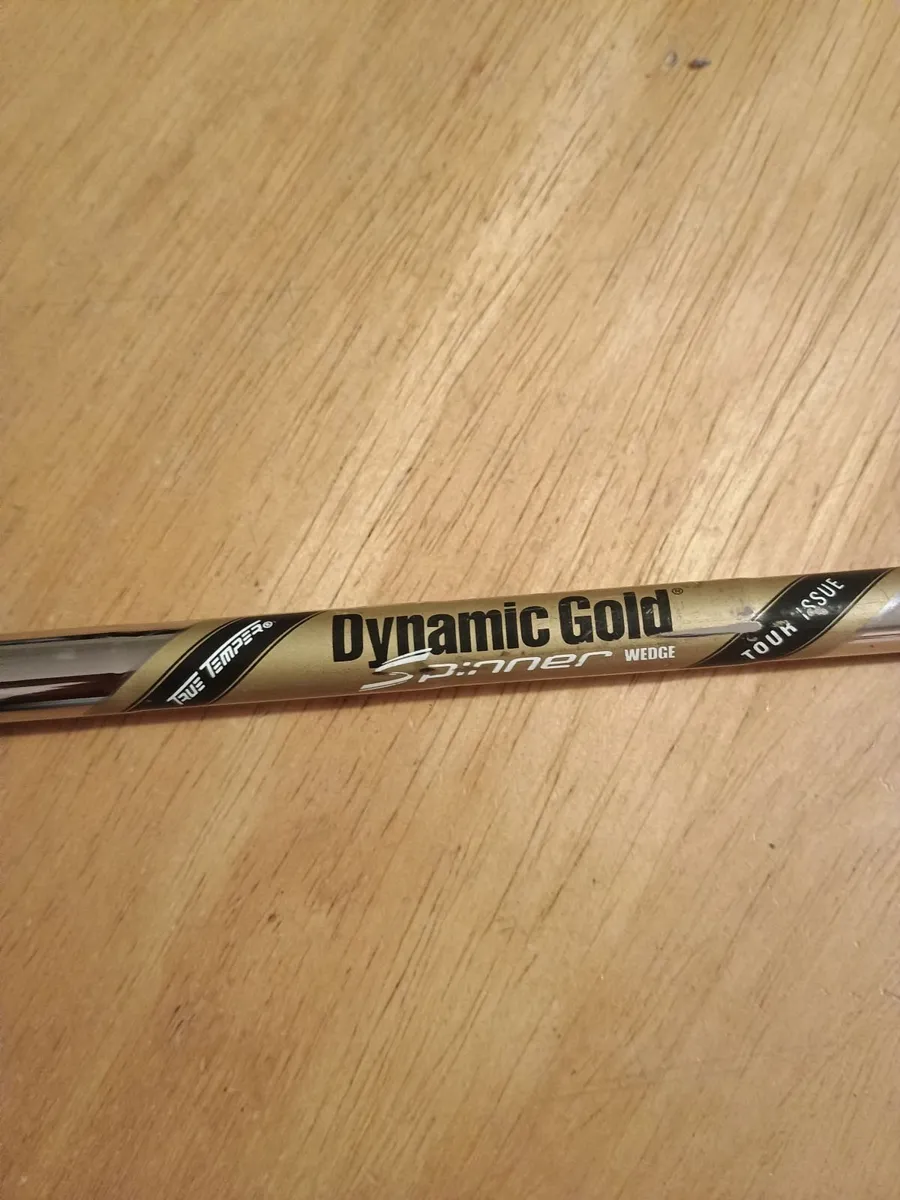 TRUE TEMPER®
Dynamic Gold®
Spinner WEDGE
TOUR ISSUE